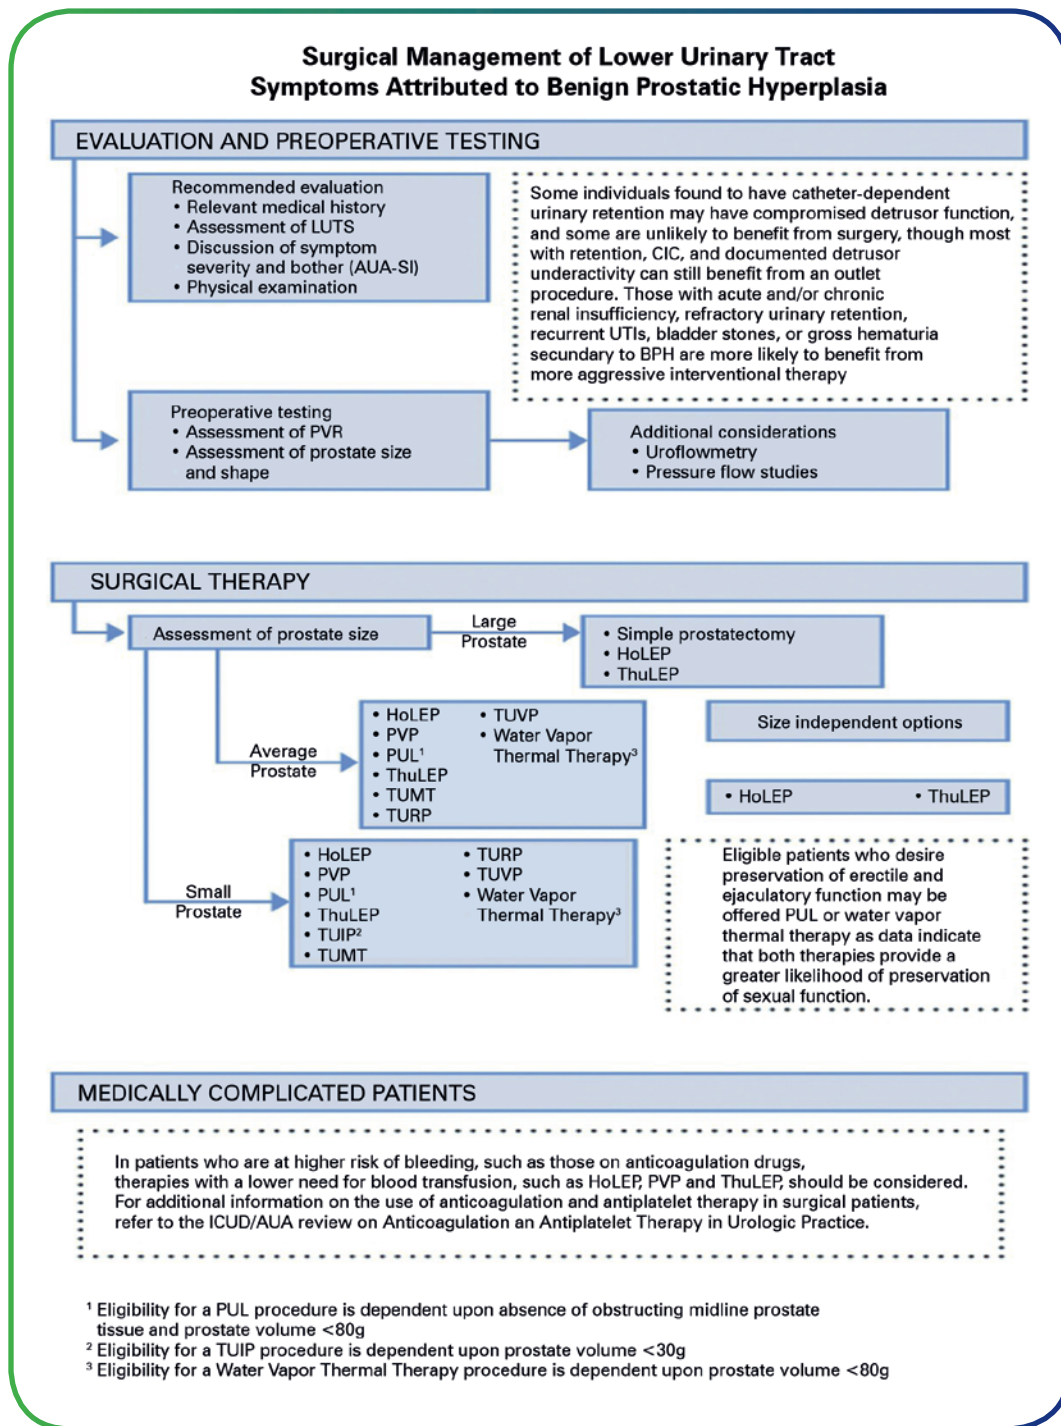 Surgical Management of Lower Urinary Tract
Symptoms Attributed to Benign Prostatic Hyperplasia
EVALUATION AND PREOPERATIVE TESTING
Recommended evaluation
• Relevant medical history
• Assessment of LUTS
• Discussion of symptom
severity and bother (AUA-SI)
• Physical examination
Some individuals found to have catheter-dependent
urinary retention may have compromised detrusor function,
and some are unlikely to benefit from surgery, though most
with retention, CIC, and documented detrusor
underactivity can still benefit from an outlet
procedure. Those with acute and/or chronic
renal insufficiency, refractory urinary retention,
recurrent UTIs, bladder stones, or gross hematuria
secundary to BPH are more likely to benefit from
more aggressive interventional therapy
Preoperative testing
• Assessment of PVR
• Assessment of prostate size
and shape
Additional considerations
• Uroflowmetry
• Pressure flow studies
SURGICAL THERAPY
Assessment of prostate size
Large
Prostate
• Simple prostatectomy
• HoLEP
• ThuLEP
Average
Prostate
• HoLEP
• PVP
• PUL¹
• ThuLEP
• TUMT
• TURP
• TUVP
• Water Vapor
Thermal Therapy³
Size independent options
• HoLEP • ThuLEP
Small
Prostate
• HoLEP
• PVP
• PUL¹
• ThuLEP
• TUIP²
• TUMT
• TURP
• TUVP
• Water Vapor
Thermal Therapy³
Eligible patients who desire
preservation of erectile and
ejaculatory function may be
offered PUL or water vapor
thermal therapy as data indicate
that both therapies provide a
greater likelihood of preservation
of sexual function.
MEDICALLY COMPLICATED PATIENTS
In patients who are at higher risk of bleeding, such as those on anticoagulation drugs,
therapies with a lower need for blood transfusion, such as HoLEP, PVP and ThuLEP, should be considered.
For additional information on the use of anticoagulation and antiplatelet therapy in surgical patients,
refer to the ICUD/AUA review on Anticoagulation an Antiplatelet Therapy in Urologic Practice.
¹ Eligibility for a PUL procedure is dependent upon absence of obstructing midline prostate
tissue and prostate volume <80g
² Eligibility for a TUIP procedure is dependent upon prostate volume <30g
³ Eligibility for a Water Vapor Thermal Therapy procedure is dependent upon prostate volume <80g